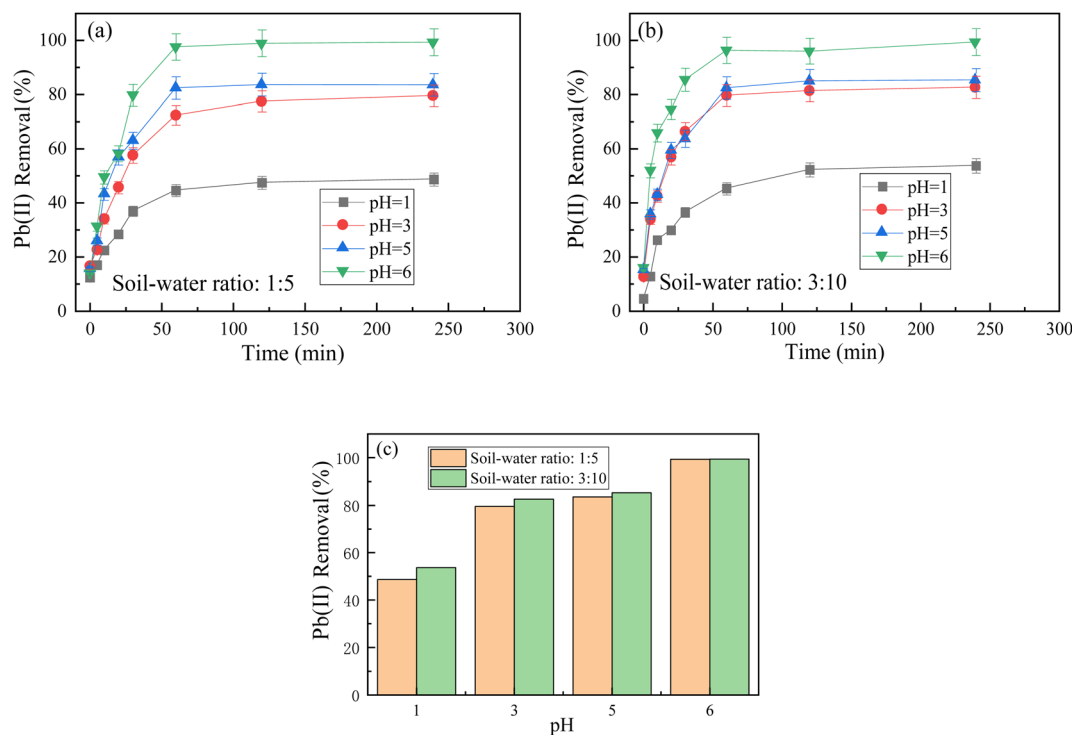 (a)
100
80
60
40
20
0
Pb(II) Removal(%)
pH=1
pH=3
pH=5
pH=6
Soil-water ratio: 1:5
0 50 100 150 200 250 300
Time (min)
(b)
100
80
60
40
20
0
Pb(II) Removal(%)
pH=1
pH=3
pH=5
pH=6
Soil-water ratio: 3:10
0 50 100 150 200 250 300
Time (min)
(c)
Soil-water ratio: 1:5
Soil-water ratio: 3:10
100
80
60
40
20
0
Pb(II) Removal(%)
1 3 5 6
pH